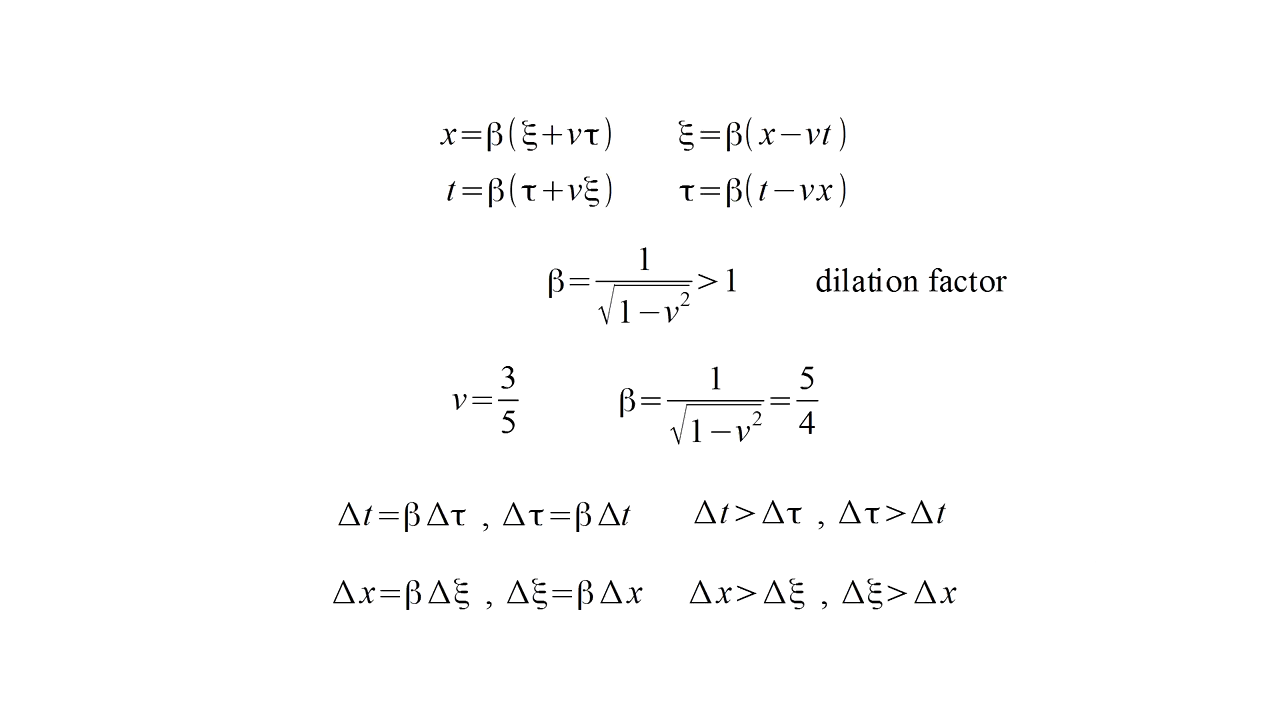 x=β(ξ+vτ) ξ=β(x−vt)
t=β(τ+vξ) τ=β(t−vx)
β=1/√(1−v²)>1 dilation factor
v=3/5 β=1/√(1−v²)=5/4
Δt=βΔτ , Δτ=βΔt Δt>Δτ , Δτ>Δt
Δx=βΔξ , Δξ=βΔx Δx>Δξ , Δξ>Δx